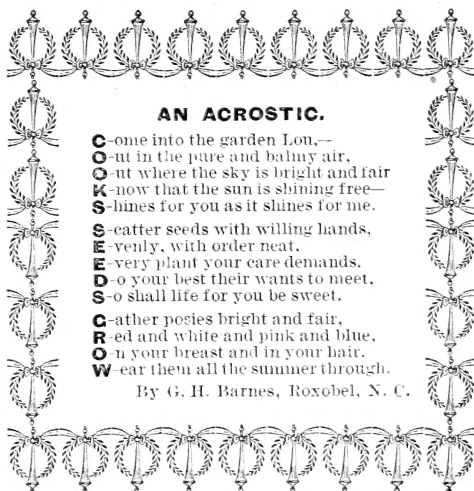 AN ACROSTIC.
C-ome into the garden Lou,—
O-ut in the pure and balmy air,
O-ut where the sky is bright and fair
K-now that the sun is shining free—
S-hines for you as it shines for me.
S-catter seeds with willing hands,
E-venly, with order neat,
E-very plant your care demands.
D-o your best their wants to meet,
S-o shall life for you be sweet.
G-ather posies bright and fair,
R-ed and white and pink and blue,
O-n your breast and in your hair.
W-ear them all the summer through.
By G. H. Barnes, Roxobel, N. C.